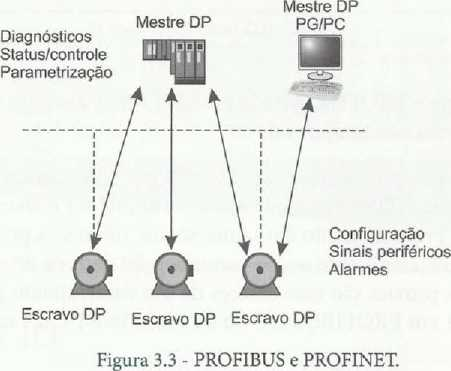 Mestre DP
Mestre DP
PG/PC
Diagnósticos
Status/controle
Parametrização
Configuração
Sinais periféricos
Alarmes
Escravo DP
Escravo DP
Escravo DP
Figura 3.3 - PROFIBUS e PROFINET.